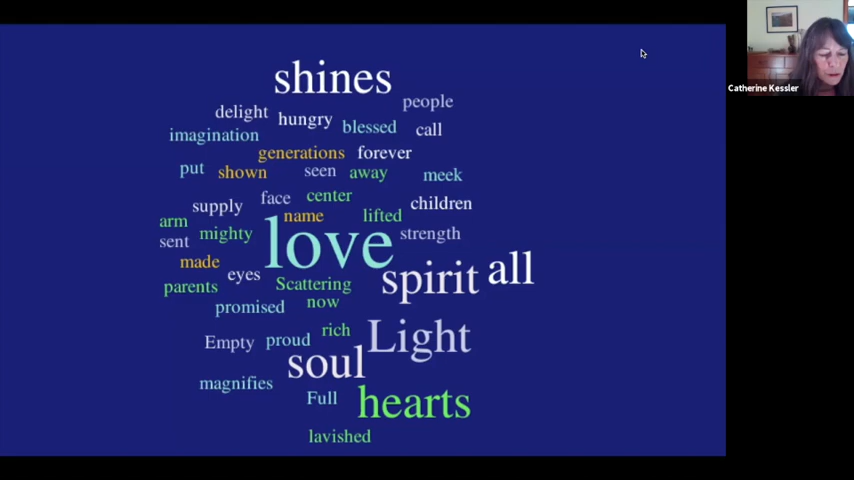 shines
people
delight
hungry
blessed
call
imagination
generations
forever
put
shown
seen
away
meek
face
center
children
supply
name
lifted
arm
love
mighty
strength
sent
made
eyes
spirit
all
parents
Scattering
promised
now
Light
rich
Empty
proud
soul
magnifies
Full
hearts
lavished
Catherine Kessler